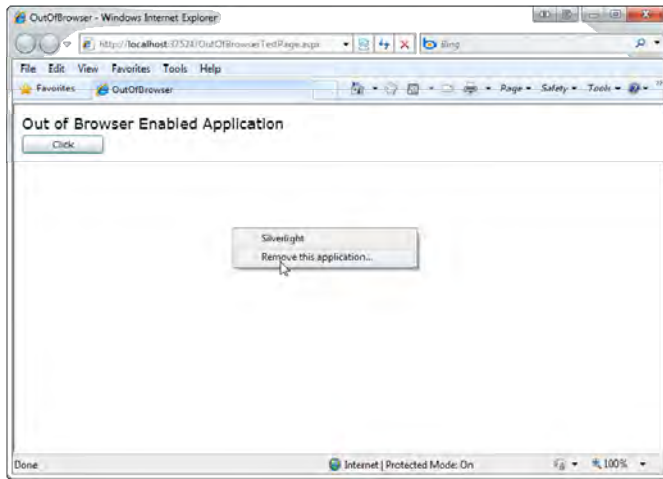 OutOfBrowser - Windows Internet Explorer
http://localhost:37524/OutOfBrowserTestPage.aspx
Bing
File Edit View Favorites Tools Help
Favorites OutOfBrowser Page Safety Tools
Out of Browser Enabled Application
Click
Silverlight
Remove this application...
Done Internet | Protected Mode: On 100%